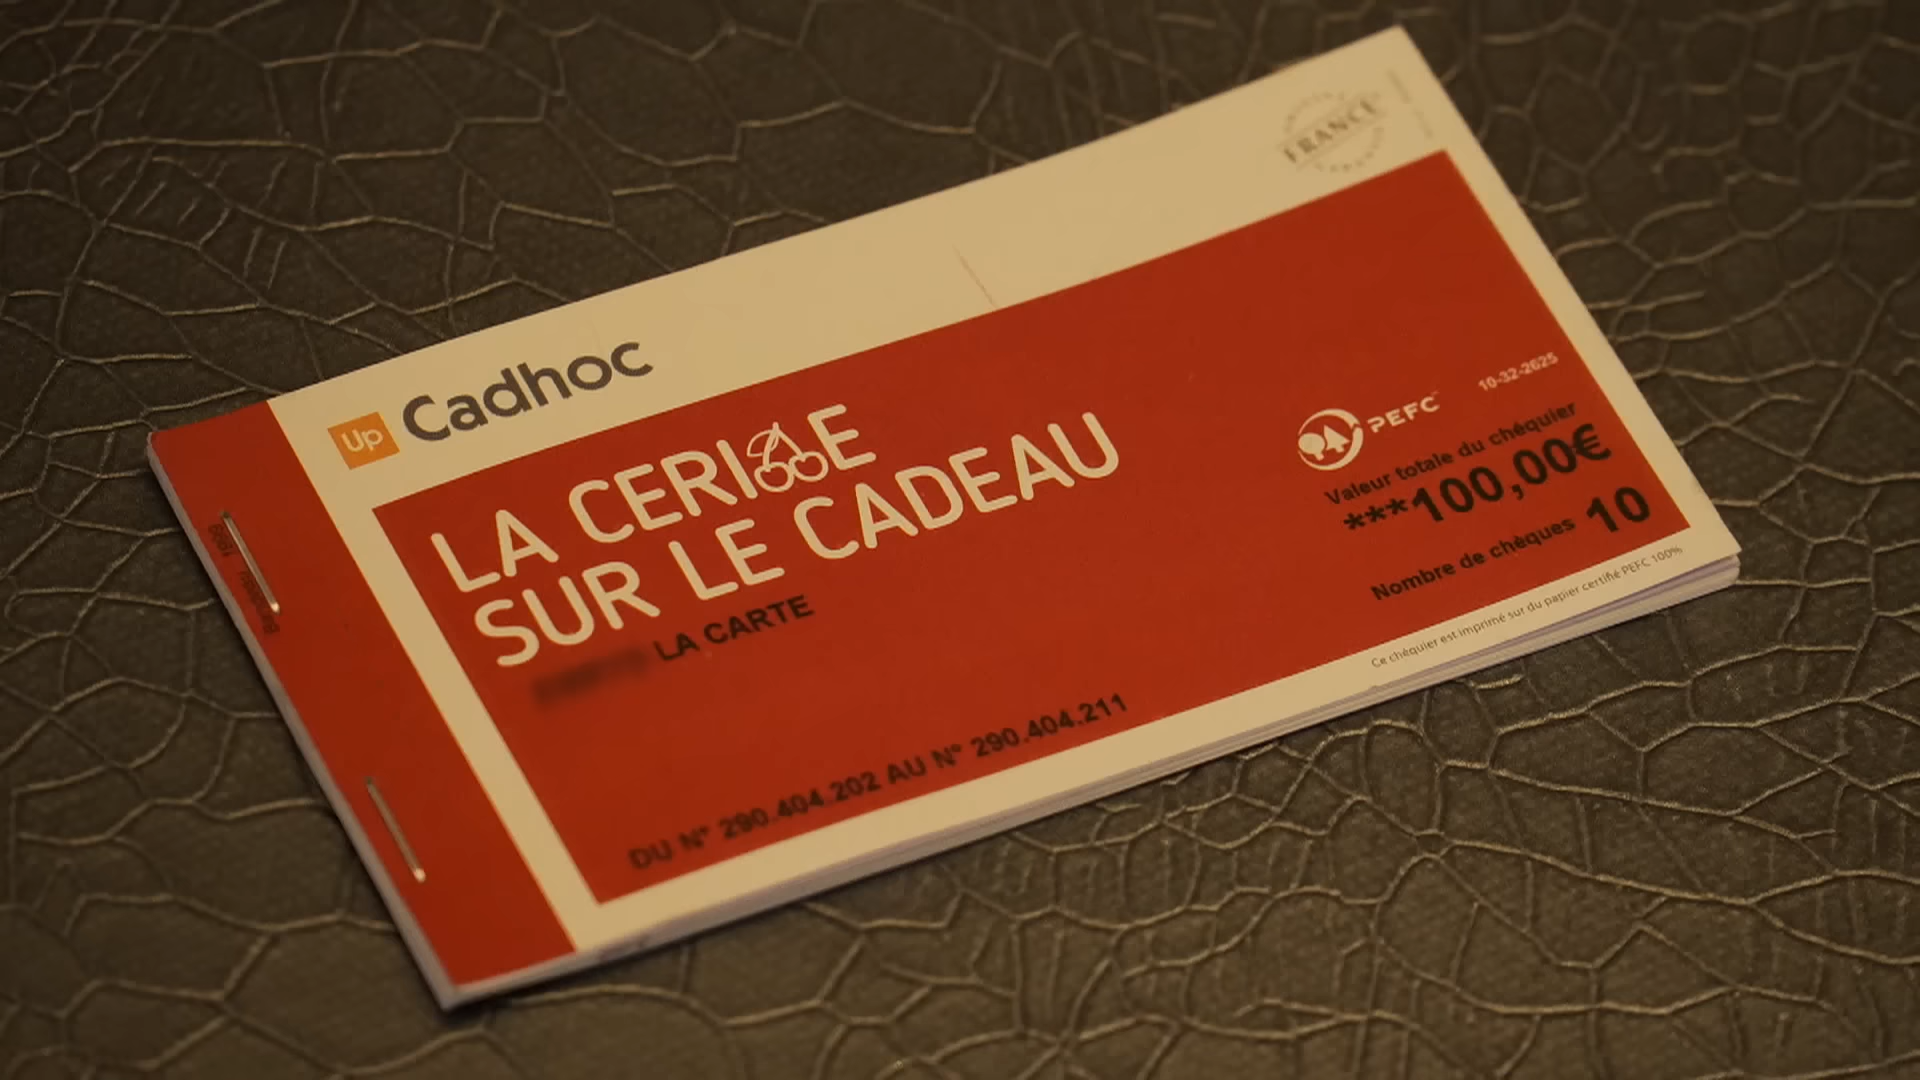 Up Cadhoc
FRANCE
LA CERISE
SUR LE CADEAU
LA CARTE
DU N° 290.404.202 AU N° 290.404.211
PEFC
10-32-2625
Valeur totale du chéquier
***100,00€
Nombre de chèques 10
Ce chéquier est imprimé sur du papier certifié PEFC 100%